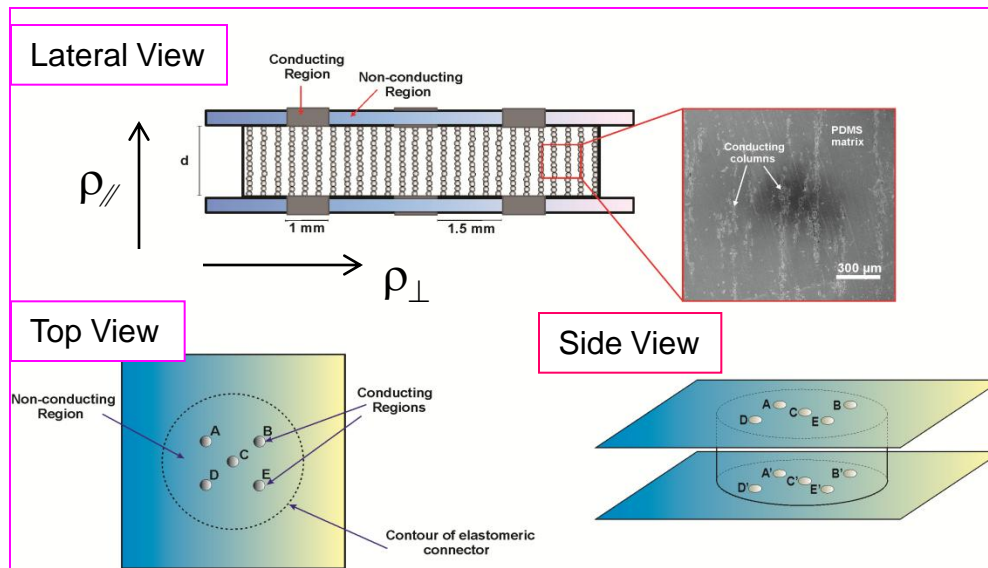 Lateral View
Conducting
Region
Non-conducting
Region
d
ρ//
1 mm
1.5 mm
ρ⊥
PDMS
matrix
Conducting
columns
300 µm
Top View
Non-conducting
Region
Conducting
Regions
A
B
C
D
E
Contour of elastomeric
connector
Side View
A
B
C
D
E
A'
B'
C'
D'
E'